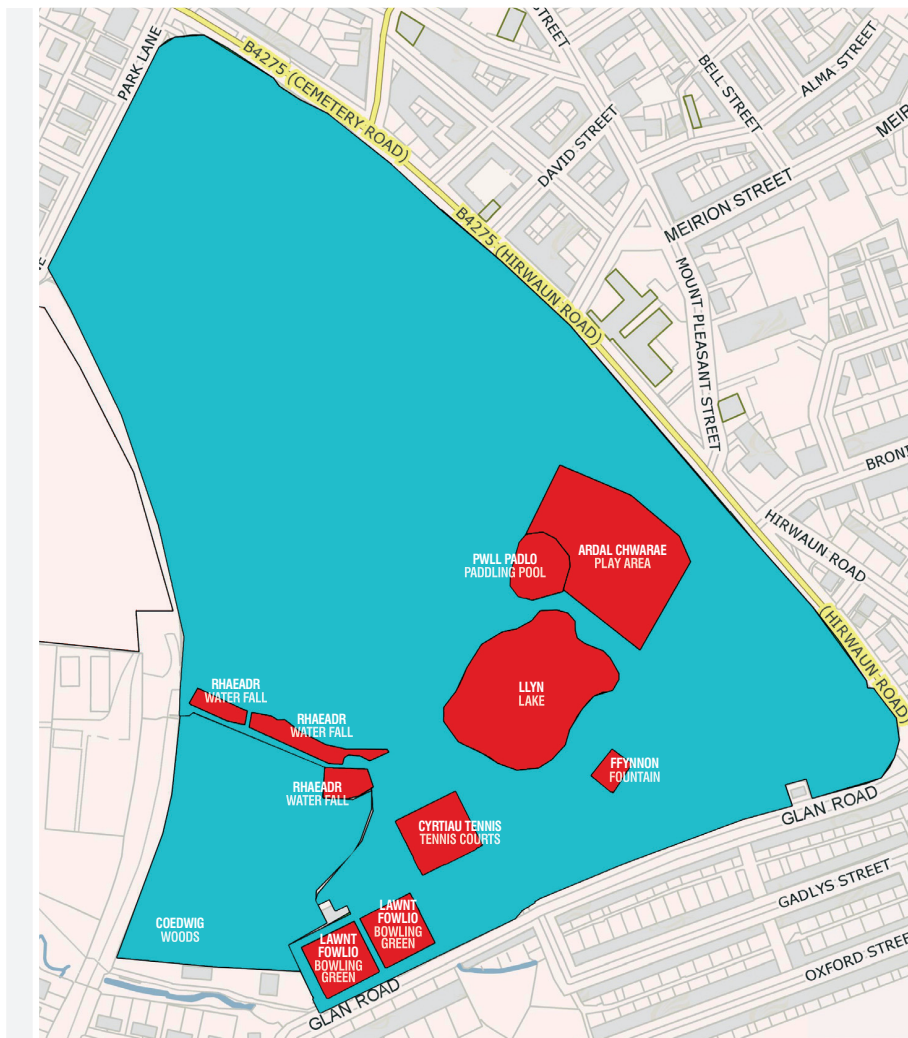 PARK LANE
B4275 (CEMETERY ROAD)
STREET
BELL STREET
ALMA STREET
DAVID STREET
MEIRION STREET
B4275 (HIRWAUN ROAD)
MOUNT PLEASANT STREET
HIRWAUN ROAD
(HIRWAUN ROAD)
PWLL PADLO
PADDLING POOL
ARDAL CHWARAE
PLAY AREA
LLYN
LAKE
RHAEADR
WATER FALL
RHAEADR
WATER FALL
RHAEADR
WATER FALL
FFYNNON
FOUNTAIN
CYRTIAU TENNIS
TENNIS COURTS
GLAN ROAD
GADLYS STREET
OXFORD STRE
COEDWIG
WOODS
LAWNT
FOWLIO
BOWLING
GREEN
LAWNT
FOWLIO
BOWLING
GREEN
GLAN ROAD